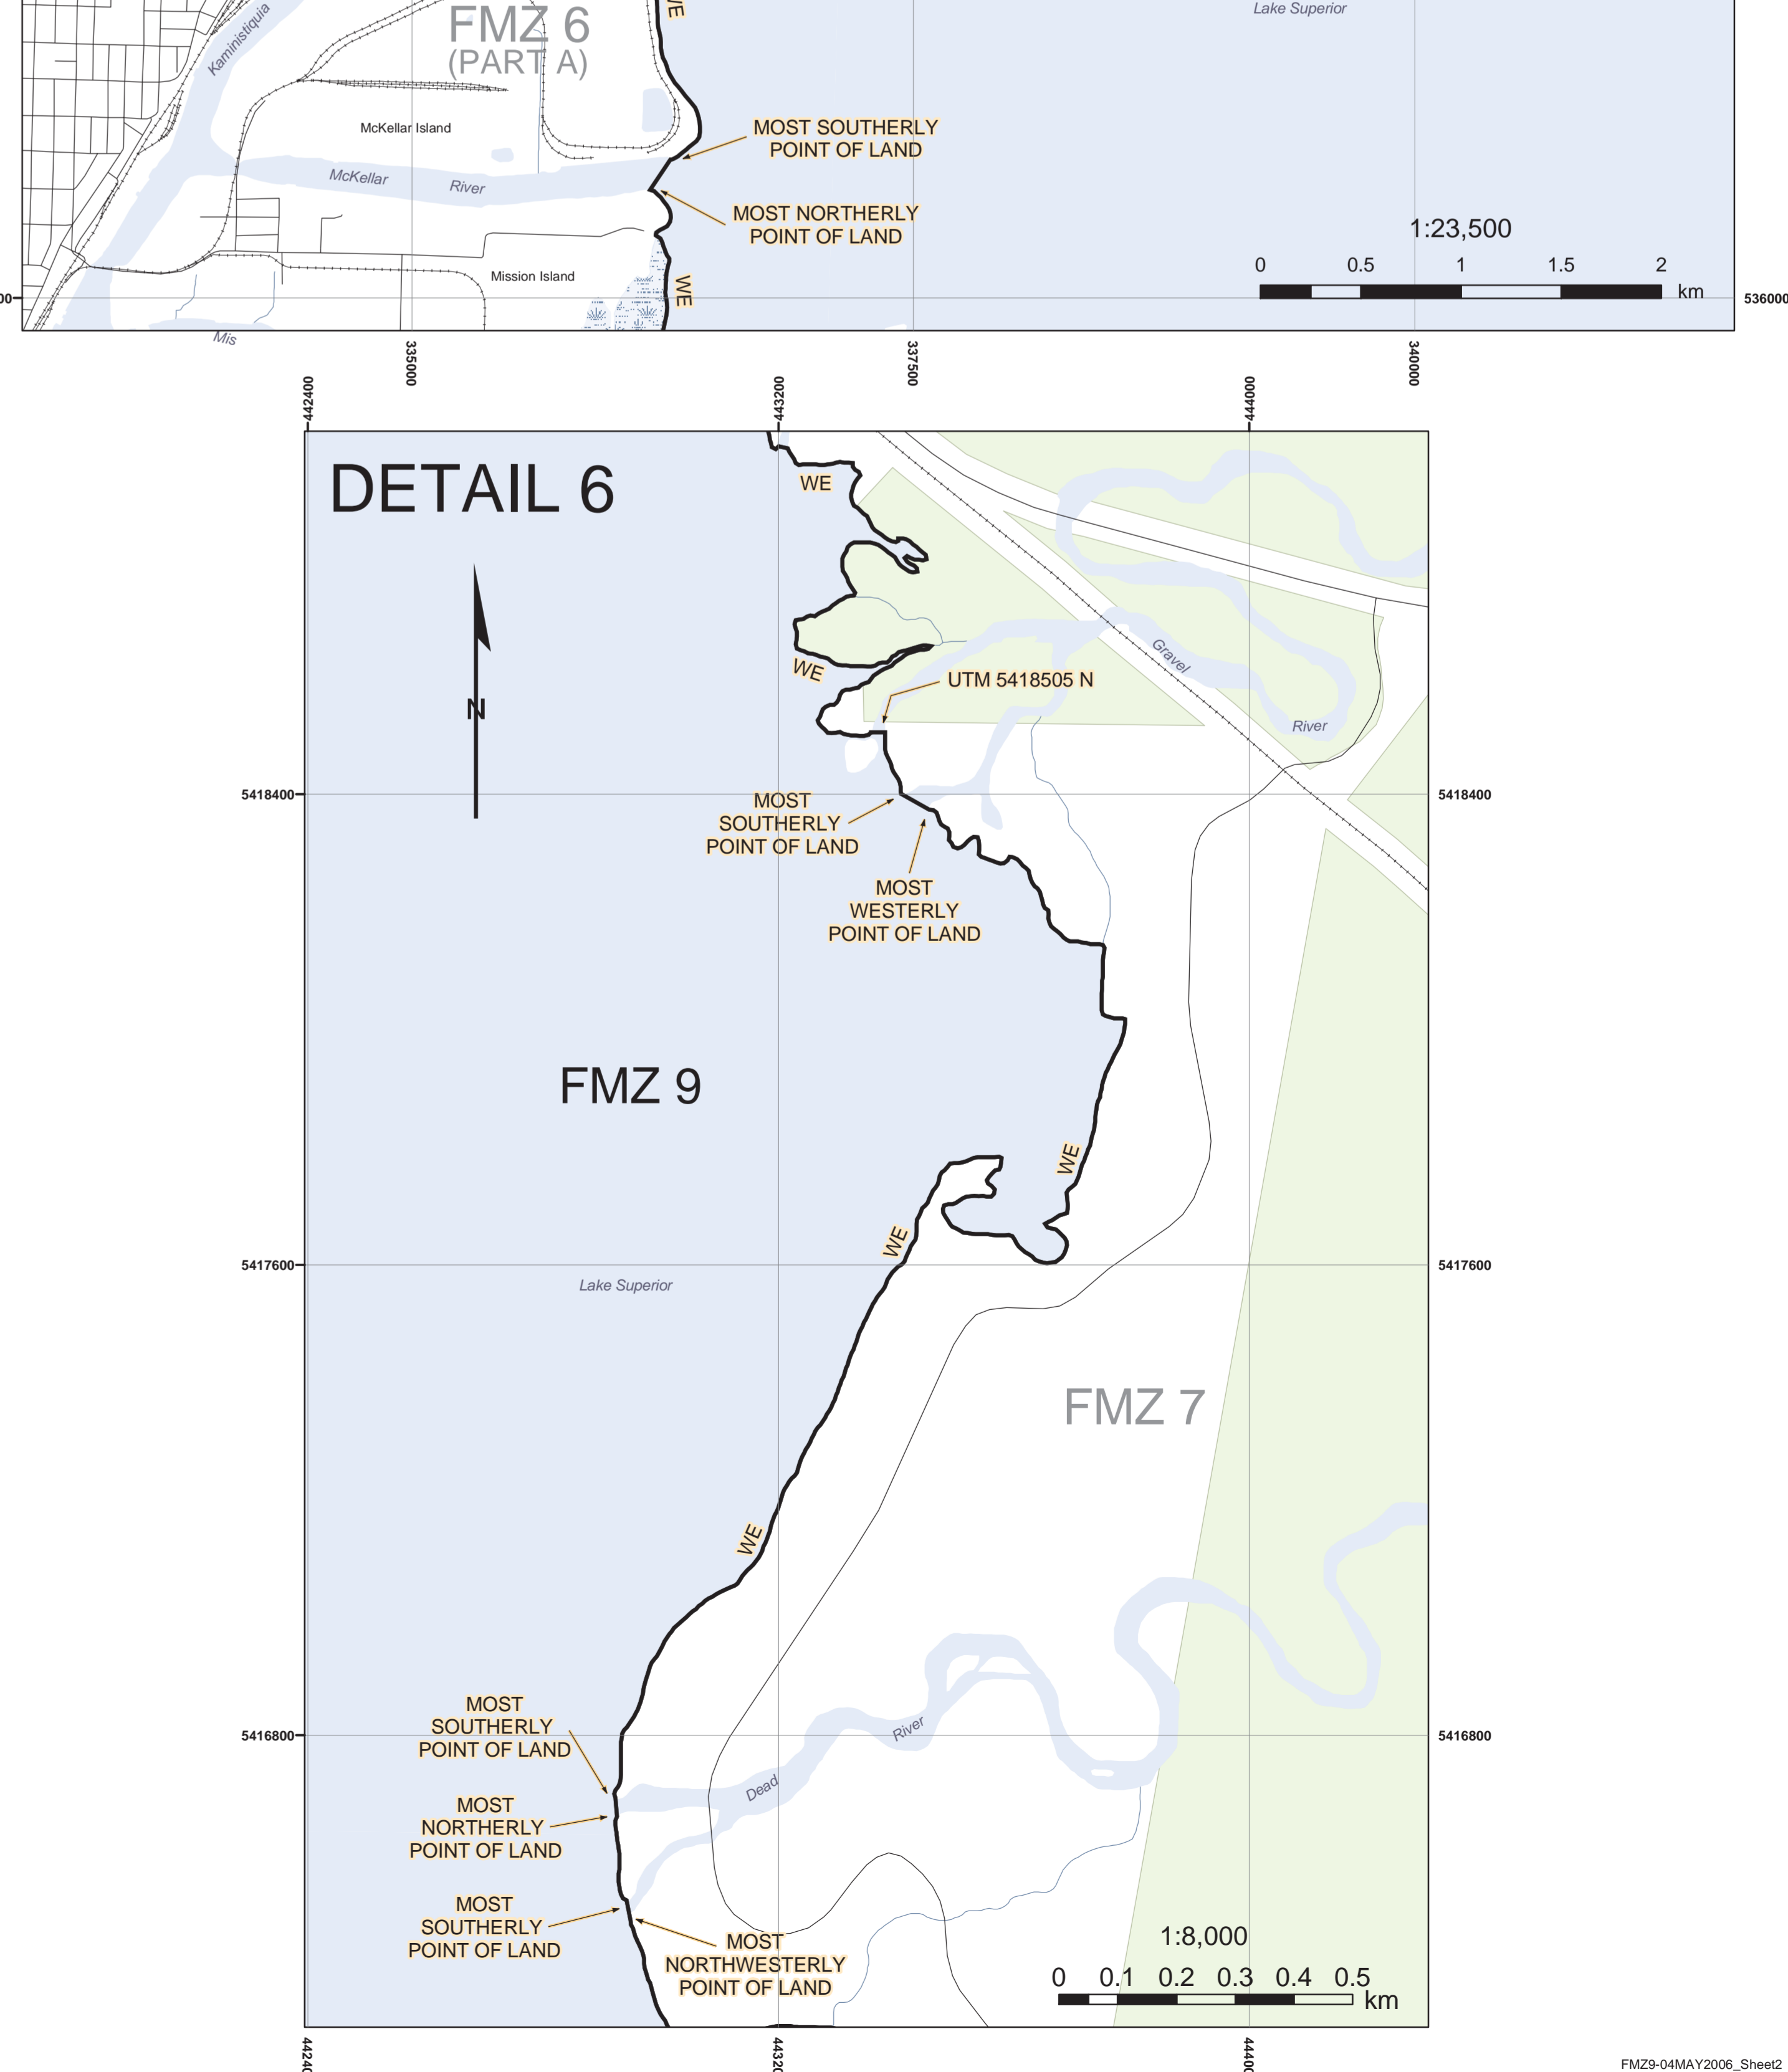 Kaministiquia
FMZ 6
(PART A)
WE
Lake Superior
McKellar Island
MOST SOUTHERLY
POINT OF LAND
McKellar River
MOST NORTHERLY
POINT OF LAND
1:23,500
0 0.5 1 1.5 2
km
Mission Island
WE
00
536000
Mis
335000
337500
340000
442400
443200
444000
DETAIL 6
WE
N
WE
UTM 5418505 N
Gravel
River
5418400
5418400
MOST
SOUTHERLY
POINT OF LAND
MOST
WESTERLY
POINT OF LAND
FMZ 9
WE
WE
5417600
5417600
Lake Superior
FMZ 7
WE
MOST
SOUTHERLY
POINT OF LAND
5416800
5416800
River
Dead
MOST
NORTHERLY
POINT OF LAND
MOST
SOUTHERLY
POINT OF LAND
MOST
NORTHWESTERLY
POINT OF LAND
1:8,000
0 0.1 0.2 0.3 0.4 0.5
km
44240
44320
44400
FMZ9-04MAY2006_Sheet2